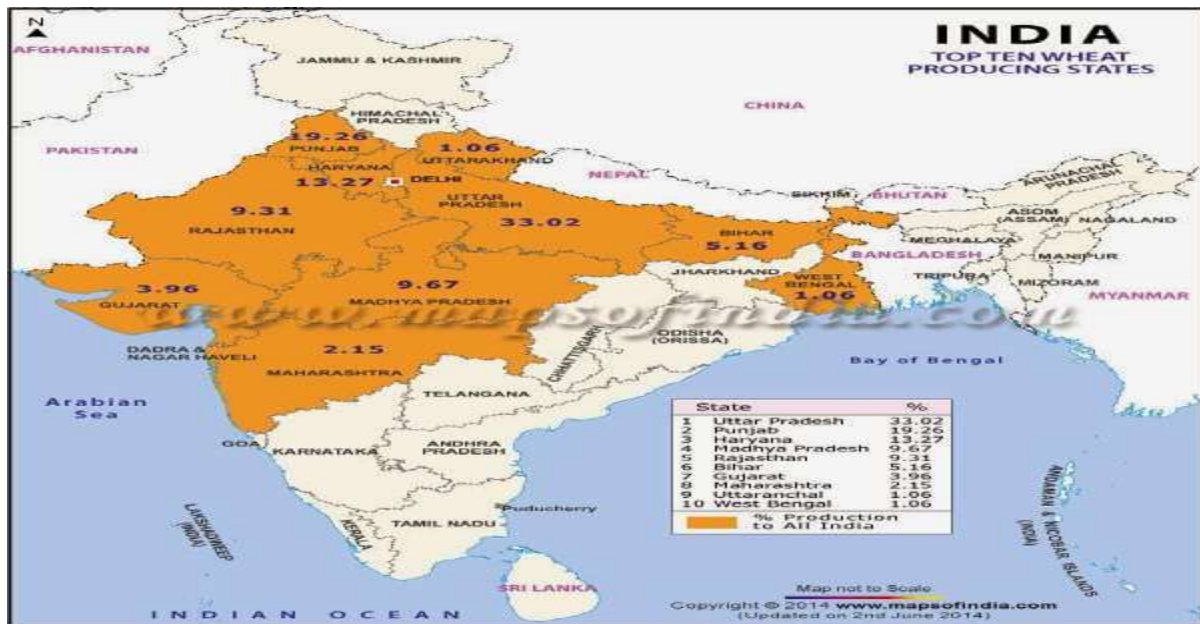 N
AFGHANISTAN
INDIA
TOP TEN WHEAT
PRODUCING STATES
JAMMU & KASHMIR
CHINA
HIMACHAL
PRADESH
PAKISTAN
19.26
PUNJAB
1.06
UTTARAKHAND
HARYANA
13.27
DELHI
NEPAL
SIKKIM
BHUTAN
ARUNACHAL
PRADESH
9.31
RAJASTHAN
UTTAR
PRADESH
33.02
BIHAR
5.16
ASOM
(ASSAM)
NAGALAND
MEGHALAYA
MANIPUR
BANGLADESH
TRIPURA
MIZORAM
MYANMAR
JHARKHAND
WEST
BENGAL
1.06
3.96
GUJARAT
9.67
MADHYA PRADESH
www.mapsofindia.com
CHHATTISGARH
ODISHA
(ORISSA)
DADRA &
NAGAR HAVELI
2.15
MAHARASHTRA
Bay of Bengal
Arabian
Sea
TELANGANA
GOA
KARNATAKA
ANDHRA
PRADESH
State %
1 Uttar Pradesh 33.02
2 Punjab 19.26
3 Haryana 13.27
4 Madhya Pradesh 9.67
5 Rajasthan 9.31
6 Bihar 5.16
7 Gujarat 3.96
8 Maharashtra 2.15
9 Uttaranchal 1.06
10 West Bengal 1.06
% Production
to All India
LAKSHADWEEP
(INDIA)
KERALA
TAMIL NADU
Puducherry
ANDAMAN & NICOBAR ISLANDS
(INDIA)
SRI LANKA
INDIAN OCEAN
Map not to Scale
Copyright © 2014 www.mapsofindia.com
(Updated on 2nd June 2014)